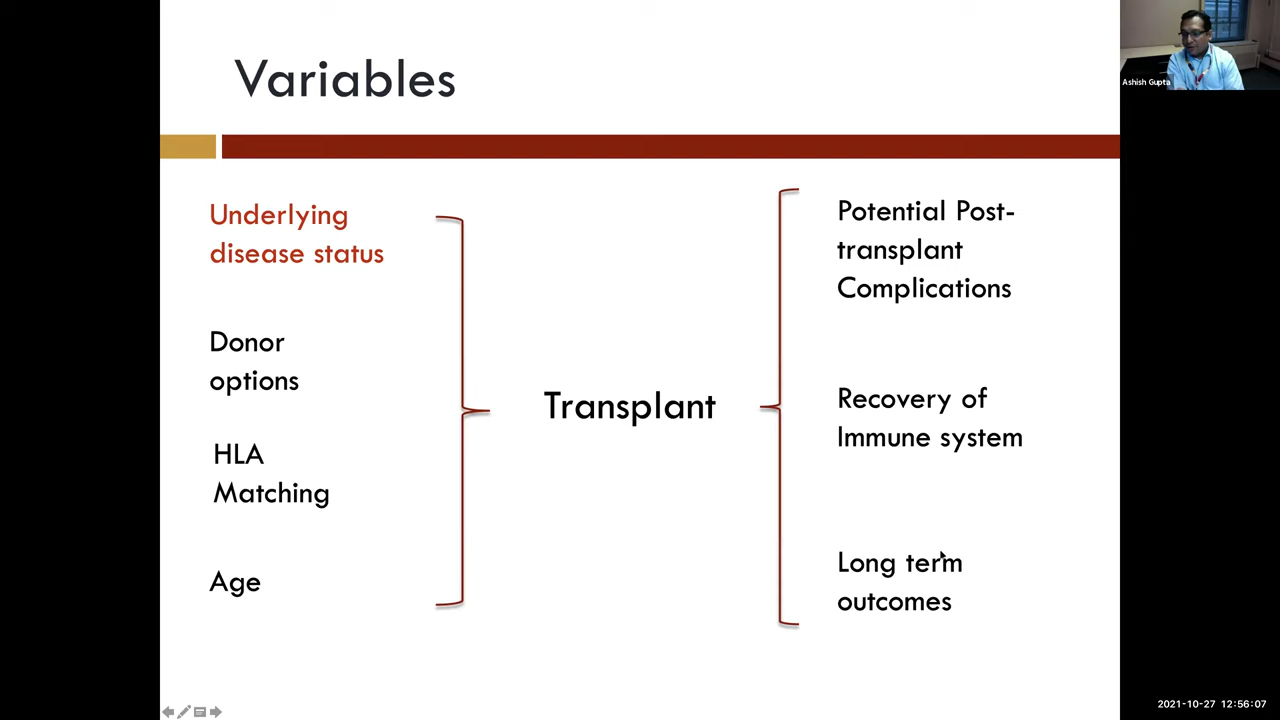 Variables
Ashish Gupta
Underlying
disease status
Donor
options
HLA
Matching
Age
Transplant
Potential Post-
transplant
Complications
Recovery of
Immune system
Long term
outcomes
2021-10-27 12:56:07